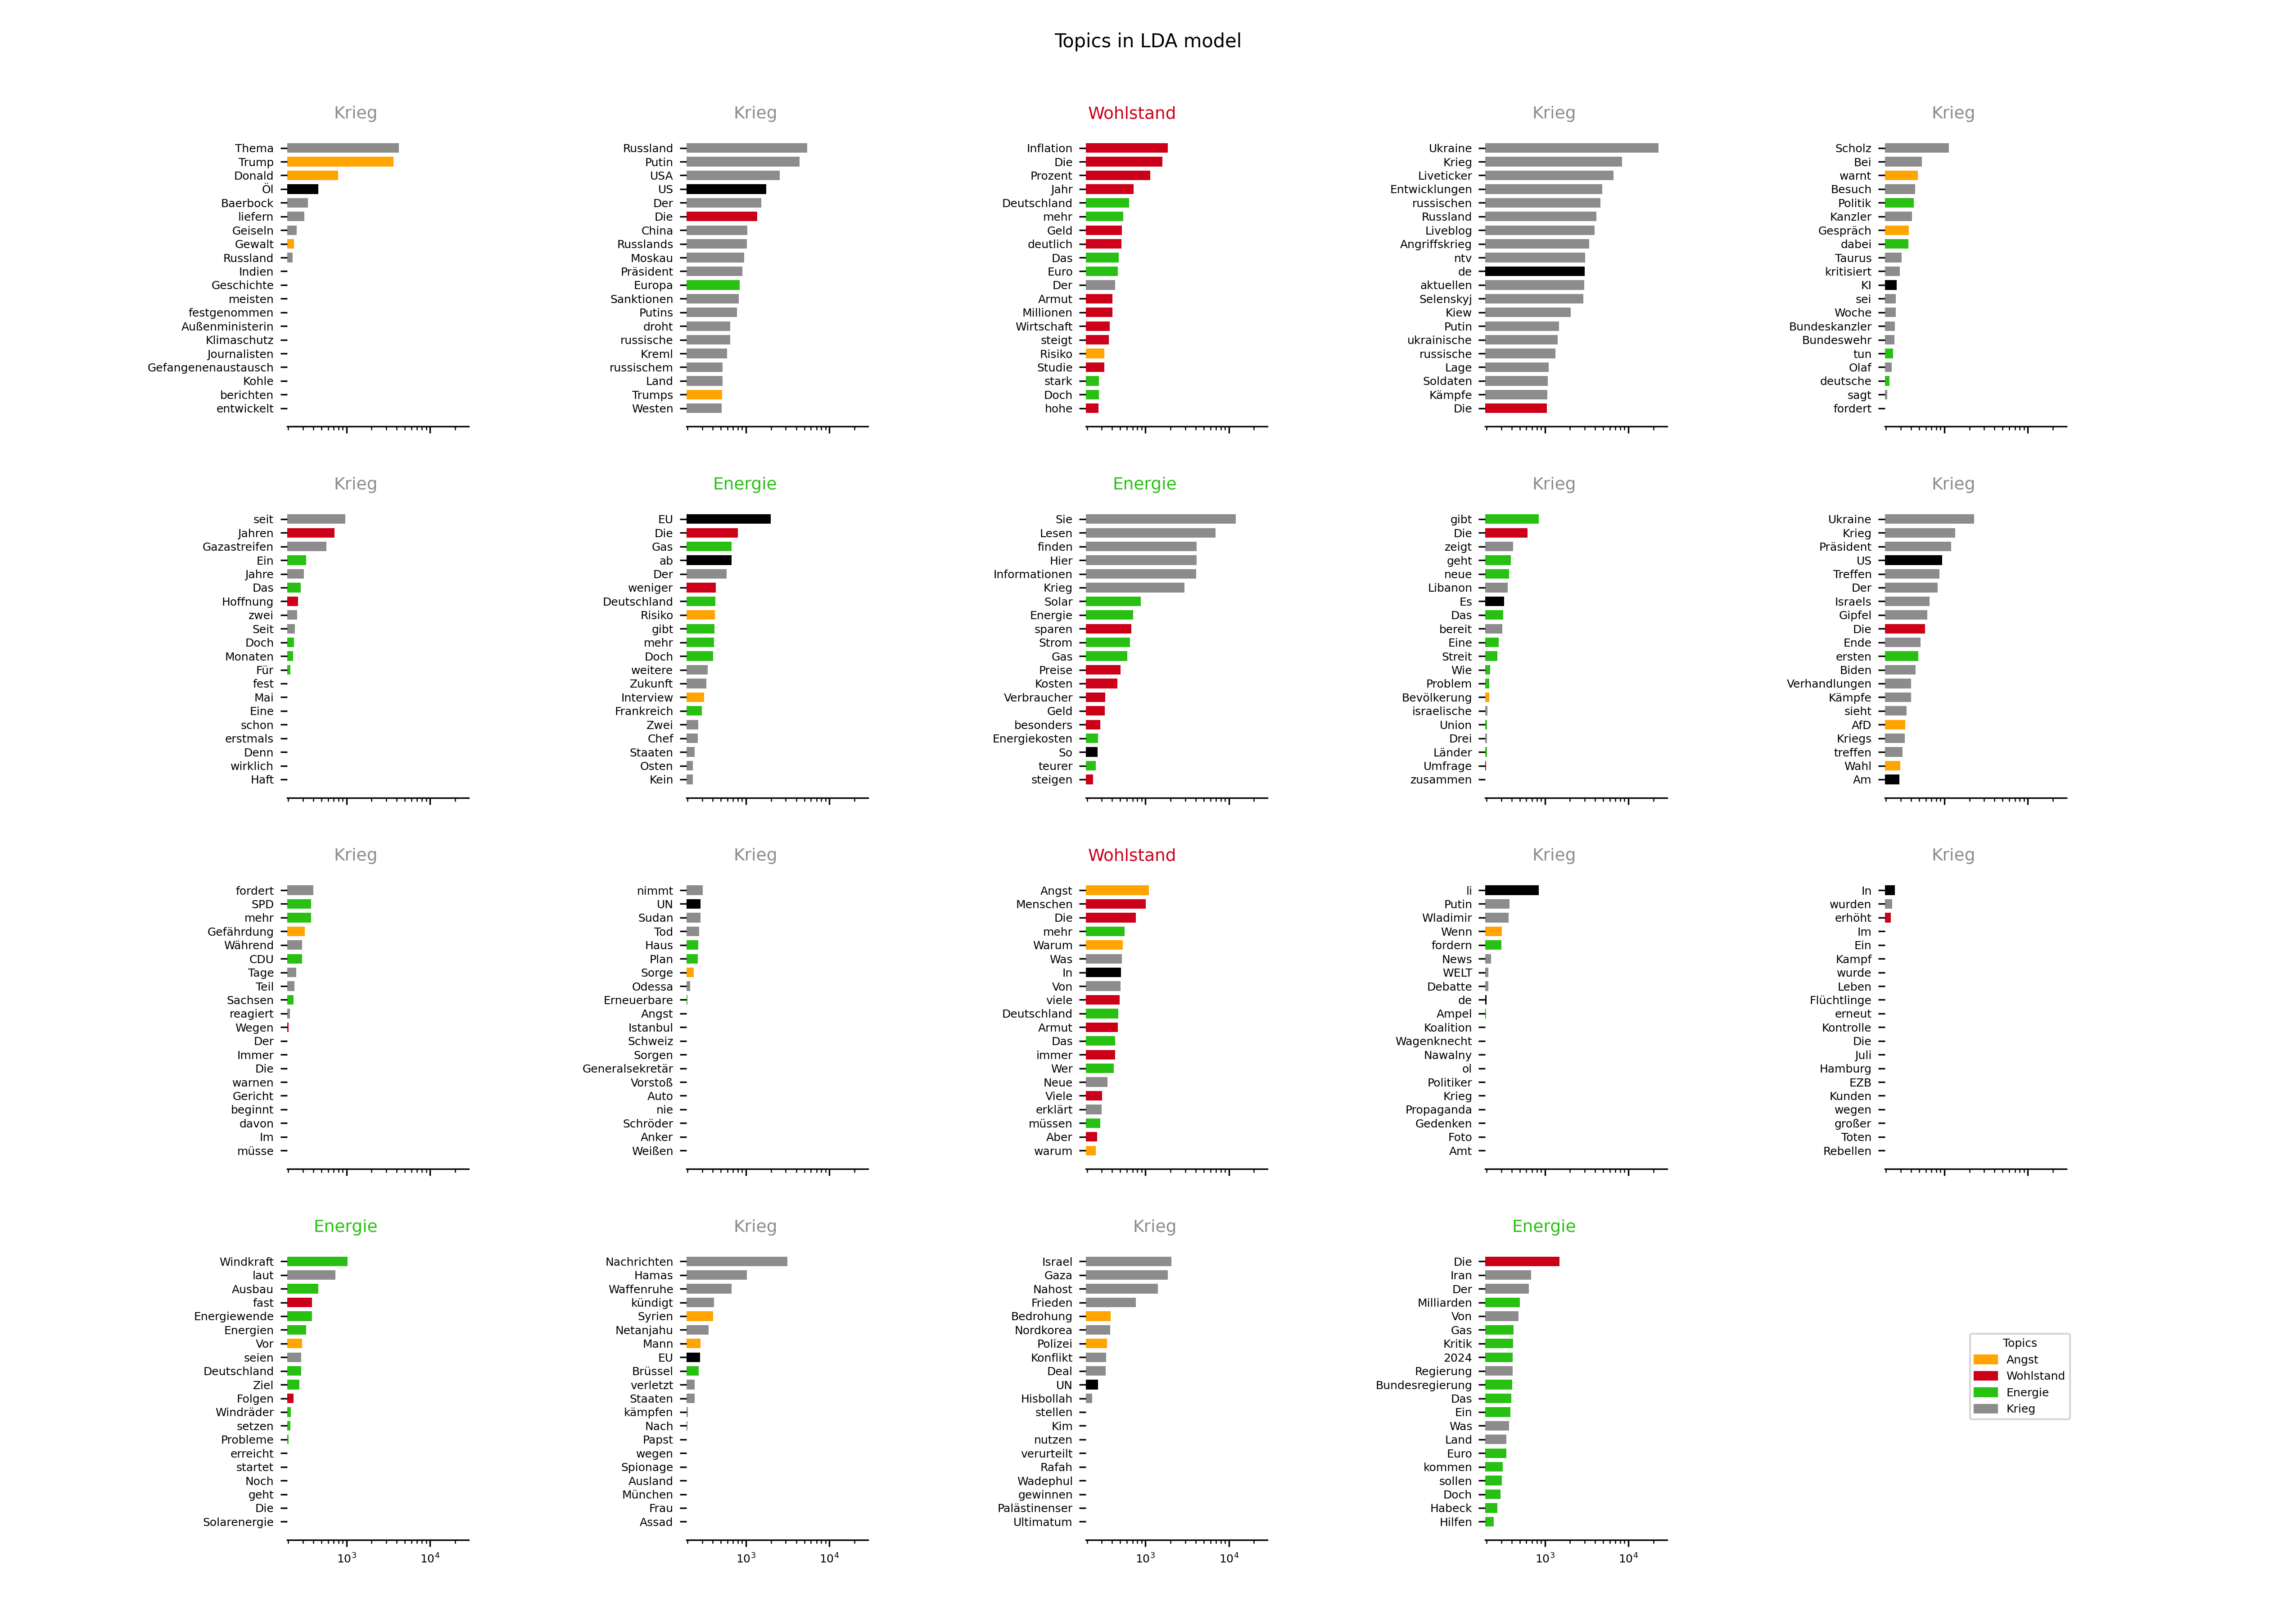 Topics in LDA model
Krieg
Thema
Trump
Donald
Öl
Baerbock
liefern
Geiseln
Gewalt
Russland
Indien
Geschichte
meisten
festgenommen
Außenministerin
Klimaschutz
Journalisten
Gefangenenaustausch
Kohle
berichten
entwickelt
Krieg
Russland
Putin
USA
US
Der
Die
China
Russlands
Moskau
Präsident
Europa
Sanktionen
Putins
droht
russische
Kreml
russischem
Land
Trumps
Westen
Wohlstand
Inflation
Die
Prozent
Jahr
Deutschland
mehr
Geld
deutlich
Das
Euro
Der
Armut
Millionen
Wirtschaft
steigt
Risiko
Studie
stark
Doch
hohe
Krieg
Ukraine
Krieg
Liveticker
Entwicklungen
russischen
Russland
Liveblog
Angriffskrieg
ntv
de
aktuellen
Selenskyj
Kiew
Putin
ukrainische
russische
Lage
Soldaten
Kämpfe
Die
Krieg
Scholz
Bei
warnt
Besuch
Politik
Kanzler
Gespräch
dabei
Taurus
kritisiert
KI
sei
Woche
Bundeskanzler
Bundeswehr
tun
Olaf
deutsche
sagt
fordert
Krieg
seit
Jahren
Gazastreifen
Ein
Jahre
Das
Hoffnung
zwei
Seit
Doch
Monaten
Für
fest
Mai
Eine
schon
erstmals
Denn
wirklich
Haft
Energie
EU
Die
Gas
ab
Der
weniger
Deutschland
Risiko
gibt
mehr
Doch
weitere
Zukunft
Interview
Frankreich
Zwei
Chef
Staaten
Osten
Kein
Energie
Sie
Lesen
finden
Hier
Informationen
Krieg
Solar
Energie
sparen
Strom
Gas
Preise
Kosten
Verbraucher
Geld
besonders
Energiekosten
So
teurer
steigen
Krieg
gibt
Die
zeigt
geht
neue
Libanon
Es
Das
bereit
Eine
Streit
Wie
Problem
Bevölkerung
israelische
Union
Drei
Länder
Umfrage
zusammen
Krieg
Ukraine
Krieg
Präsident
US
Treffen
Der
Israels
Gipfel
Die
Ende
ersten
Biden
Verhandlungen
Kämpfe
sieht
AfD
Kriegs
treffen
Wahl
Am
Krieg
fordert
SPD
mehr
Gefährdung
Während
CDU
Tage
Teil
Sachsen
reagiert
Wegen
Der
Immer
Die
warnen
Gericht
beginnt
davon
Im
müsse
Krieg
nimmt
UN
Sudan
Tod
Haus
Plan
Sorge
Odessa
Erneuerbare
Angst
Istanbul
Schweiz
Sorgen
Generalsekretär
Vorstoß
Auto
nie
Schröder
Anker
Weißen
Wohlstand
Angst
Menschen
Die
mehr
Warum
Was
In
Von
viele
Deutschland
Armut
Das
immer
Wer
Neue
Viele
erklärt
müssen
Aber
warum
Krieg
li
Putin
Wladimir
Wenn
fordern
News
WELT
Debatte
de
Ampel
Koalition
Wagenknecht
Nawalny
ol
Politiker
Krieg
Propaganda
Gedenken
Foto
Amt
Krieg
In
wurden
erhöht
Im
Ein
Kampf
wurde
Leben
Flüchtlinge
erneut
Kontrolle
Die
Juli
Hamburg
EZB
Kunden
wegen
großer
Toten
Rebellen
Energie
Windkraft
laut
Ausbau
fast
Energiewende
Energien
Vor
seien
Deutschland
Ziel
Folgen
Windräder
setzen
Probleme
erreicht
startet
Noch
geht
Die
Solarenergie
10³
10⁴
Krieg
Nachrichten
Hamas
Waffenruhe
kündigt
Syrien
Netanjahu
Mann
EU
Brüssel
verletzt
Staaten
kämpfen
Nach
Papst
wegen
Spionage
Ausland
München
Frau
Assad
10³
10⁴
Krieg
Israel
Gaza
Nahost
Frieden
Bedrohung
Nordkorea
Polizei
Konflikt
Deal
UN
Hisbollah
stellen
Kim
nutzen
verurteilt
Rafah
Wadephul
gewinnen
Palästinenser
Ultimatum
10³
10⁴
Energie
Die
Iran
Der
Milliarden
Von
Gas
Kritik
2024
Regierung
Bundesregierung
Das
Ein
Was
Land
Euro
kommen
sollen
Doch
Habeck
Hilfen
10³
10⁴
Topics
Angst
Wohlstand
Energie
Krieg